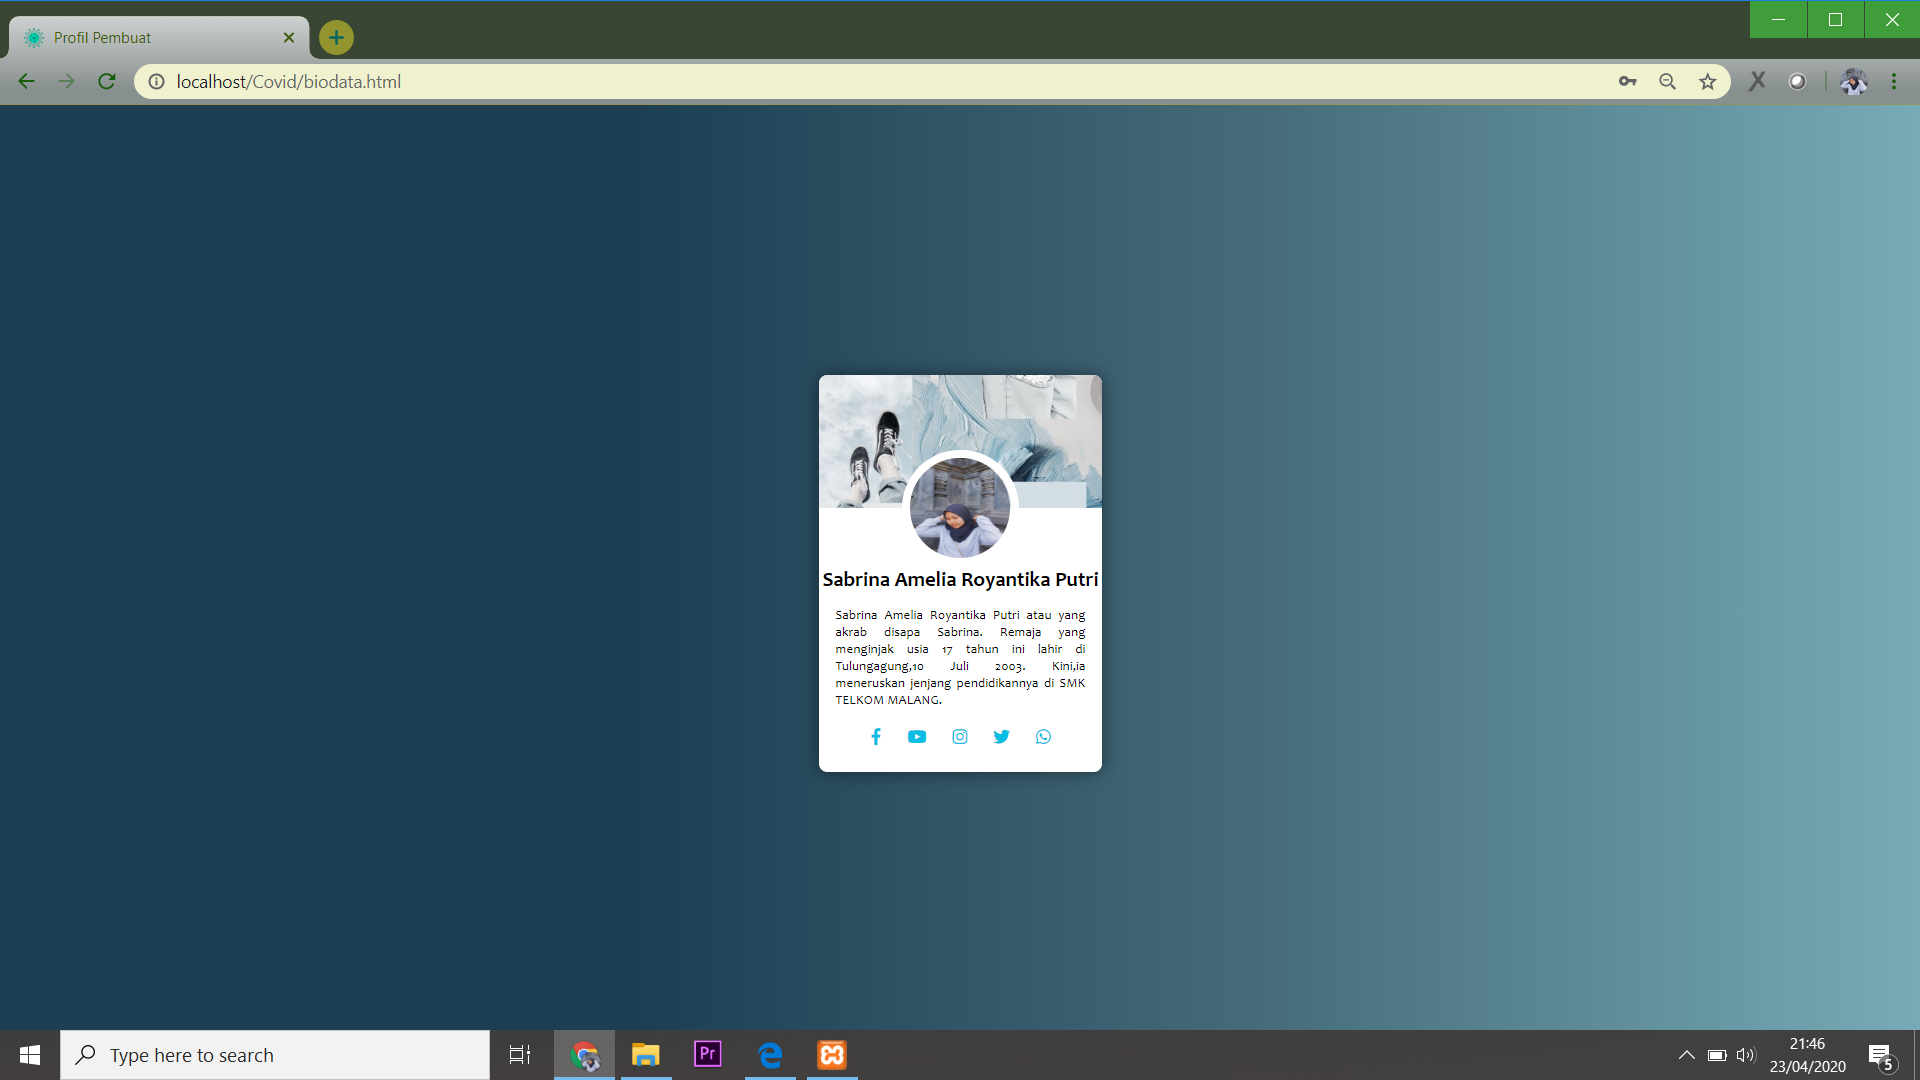 Profil Pembuat
localhost/Covid/biodata.html
Sabrina Amelia Royantika Putri
Sabrina Amelia Royantika Putri atau yang
akrab disapa Sabrina. Remaja yang
menginjak usia 17 tahun ini lahir di
Tulungagung,10 Juli 2003. Kini,ia
meneruskan jenjang pendidikannya di SMK
TELKOM MALANG.
Type here to search
Pr
21:46
23/04/2020
5